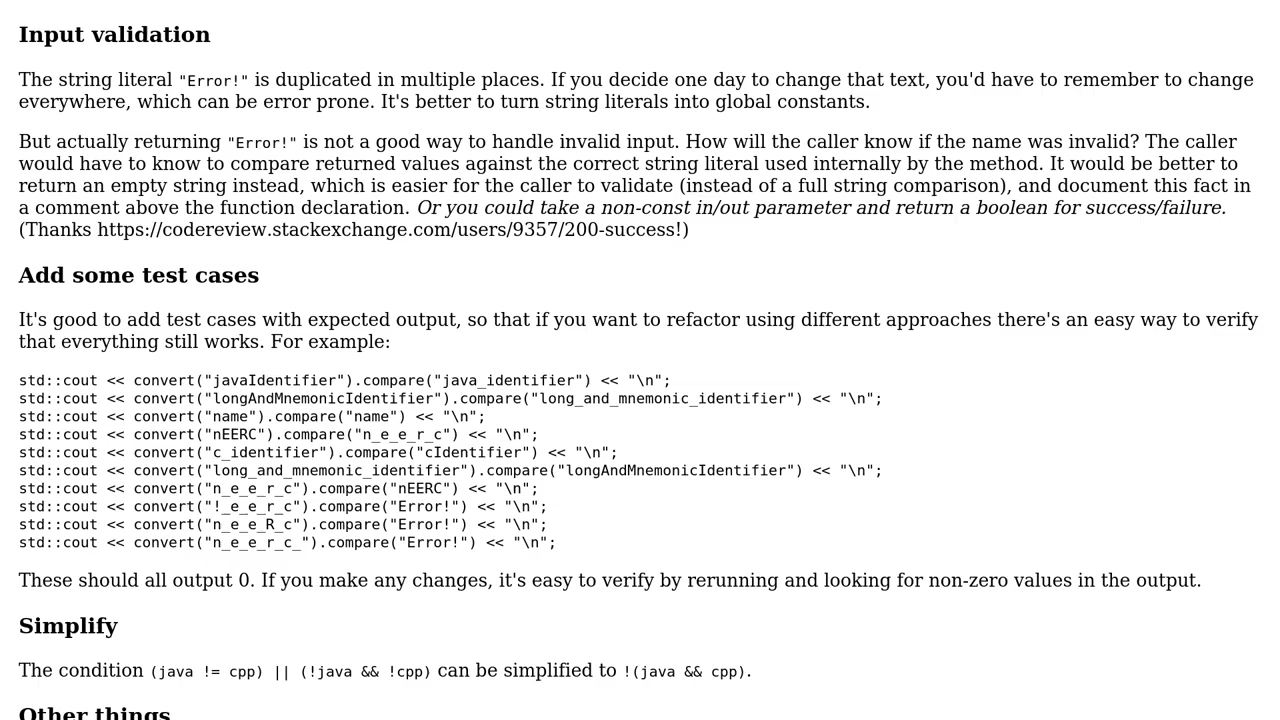 Input validation
The string literal "Error!" is duplicated in multiple places. If you decide one day to change that text, you'd have to remember to change
everywhere, which can be error prone. It's better to turn string literals into global constants.
But actually returning "Error!" is not a good way to handle invalid input. How will the caller know if the name was invalid? The caller
would have to know to compare returned values against the correct string literal used internally by the method. It would be better to
return an empty string instead, which is easier for the caller to validate (instead of a full string comparison), and document this fact in
a comment above the function declaration. Or you could take a non-const in/out parameter and return a boolean for success/failure.
(Thanks https://codereview.stackexchange.com/users/9357/200-success!)
Add some test cases
It's good to add test cases with expected output, so that if you want to refactor using different approaches there's an easy way to verify
that everything still works. For example:
std::cout << convert("javaIdentifier").compare("java_identifier") << "\n";
std::cout << convert("longAndMnemonicIdentifier").compare("long_and_mnemonic_identifier") << "\n";
std::cout << convert("name").compare("name") << "\n";
std::cout << convert("nEERC").compare("n_e_e_r_c") << "\n";
std::cout << convert("c_identifier").compare("cIdentifier") << "\n";
std::cout << convert("long_and_mnemonic_identifier").compare("longAndMnemonicIdentifier") << "\n";
std::cout << convert("n_e_e_r_c").compare("nEERC") << "\n";
std::cout << convert("!_e_e_r_c").compare("Error!") << "\n";
std::cout << convert("n_e_e_R_c").compare("Error!") << "\n";
std::cout << convert("n_e_e_r_c_").compare("Error!") << "\n";
These should all output 0. If you make any changes, it's easy to verify by rerunning and looking for non-zero values in the output.
Simplify
The condition (java != cpp) || (!java && !cpp) can be simplified to !(java && cpp).
Other things